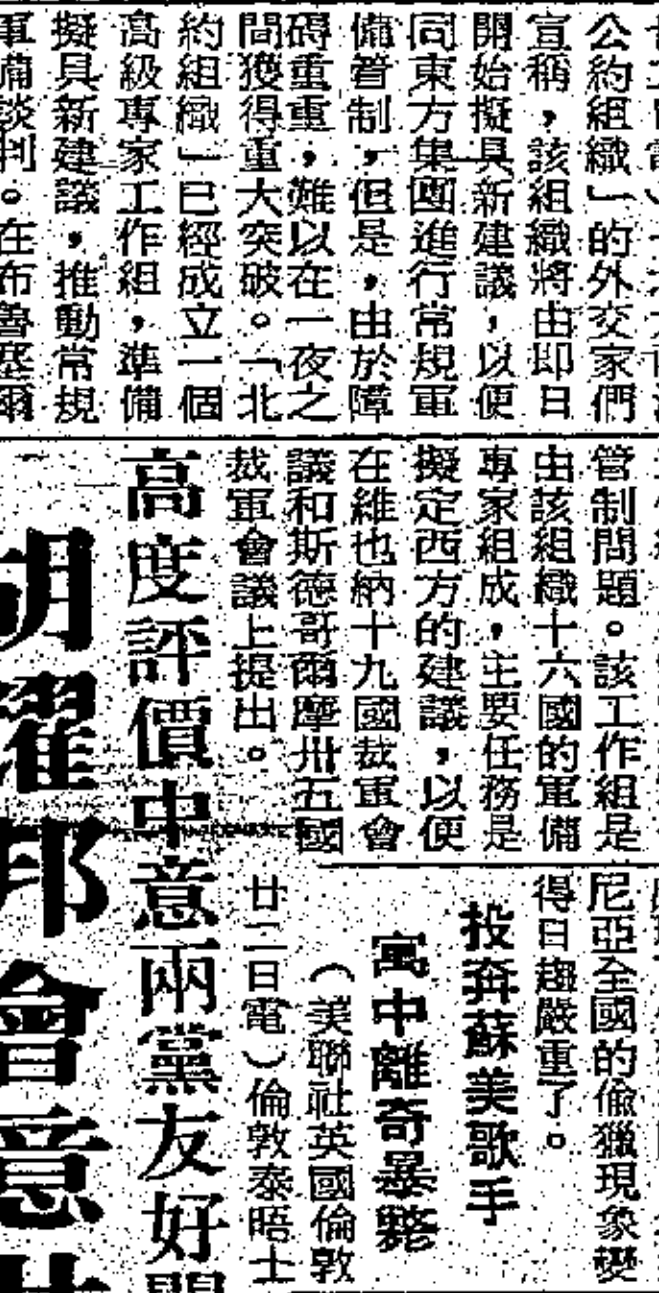 公約組織」的外交家們
宣稱，該組織將由即日
開始擬具新建議，以便
同東方集團進行常規軍
備管制，但是，由於障
碍重重，難以在一夜之
間獲得重大突破。「北
約組織」已經成立一個
高級專家工作組，準備
擬具新建議，推動常規
軍備談判。在布魯塞爾
管制問題。該工作組是
由該組織十六國的軍備
專家組成，主要任務是
擬定西方的建議，以便
在維也納十九國裁軍會
議和斯德哥爾摩卅五國
裁軍會議上提出。
尼亞全國的偷獵現象變
得日趨嚴重了。
投奔蘇美歌手
寓中離奇暴斃
（美聯社英國倫敦
廿二日電）倫敦泰晤士
高度評價中意兩黨友好關
胡耀邦會意共